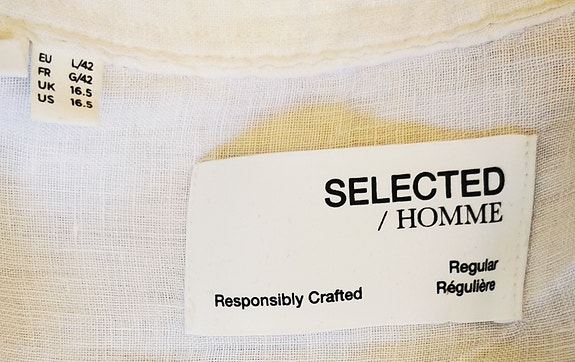 EU L/42
FR G/42
UK 16.5
US 16.5
SELECTED
/ HOMME
Regular
Régulière
Responsibly Crafted